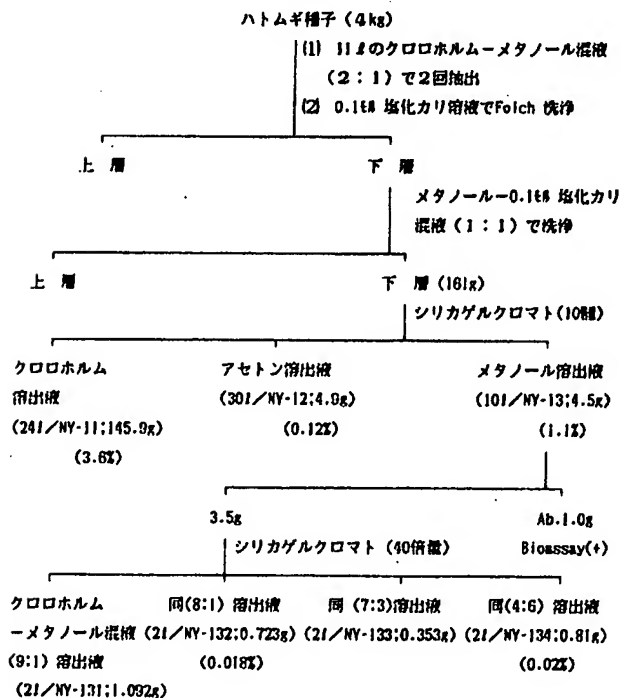 ハトムギ種子(4kg)
(1) 11ℓのクロロホルムーメタノール混液
(2:1)で2回抽出
(2) 0.1モル 塩化カリ溶液でFolch 洗浄
上 層 下 層
メタノールー0.1モル 塩化カリ
混液(1:1)で洗浄
上 層 下 層(161g)
シリカゲルクロマト(10倍量)
クロロホルム アセトン溶出液 メタノール溶出液
溶出液 (30l/NY-12;4.9g) (10l/NY-13;4.5g)
(24l/NY-11;145.9g) (0.12%) (1.1%)
(3.6%)
3.5g Ab.1.0g
シリカゲルクロマト(40倍量) Bioassay(+)
クロロホルム 同(8:1) 溶出液 同(7:3)溶出液 同(4:6) 溶出液
ーメタノール混液 (2l/NY-132;0.723g) (2l/NY-133;0.353g) (2l/NY-134;0.81g)
(9:1) 溶出液 (0.018%) (0.02%)
(2l/NY-131;1.092g)